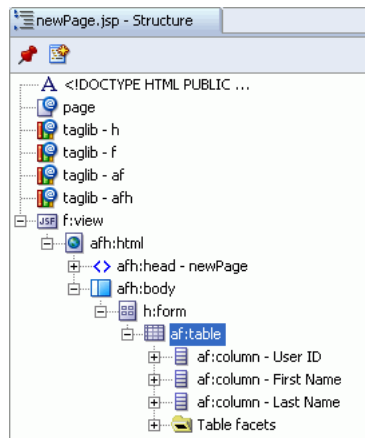 newPage.jsp - Structure
A <!DOCTYPE HTML PUBLIC ...
page
taglib - h
taglib - f
taglib - af
taglib - afh
JSF f:view
afh:html
<> afh:head - newPage
afh:body
h:form
af:table
af:column - User ID
af:column - First Name
af:column - Last Name
Table facets